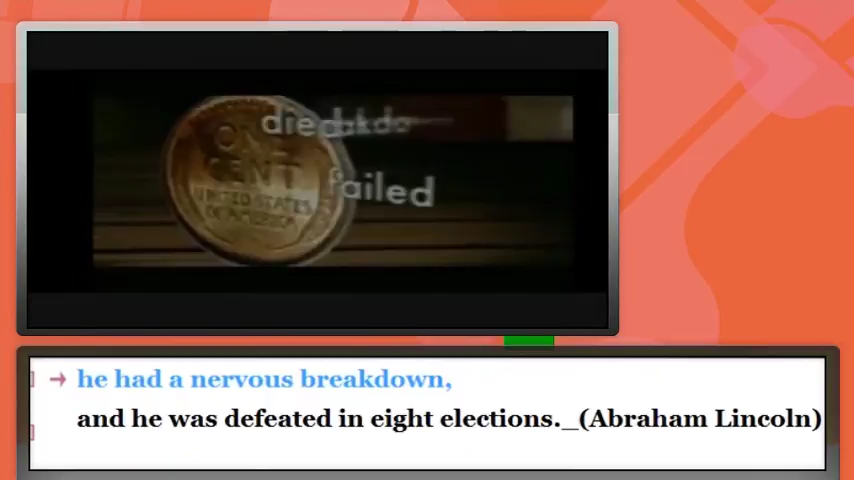 died
failed
ONE
CENT
UNITED STATES
OF AMERICA
he had a nervous breakdown,
and he was defeated in eight elections._(Abraham Lincoln)